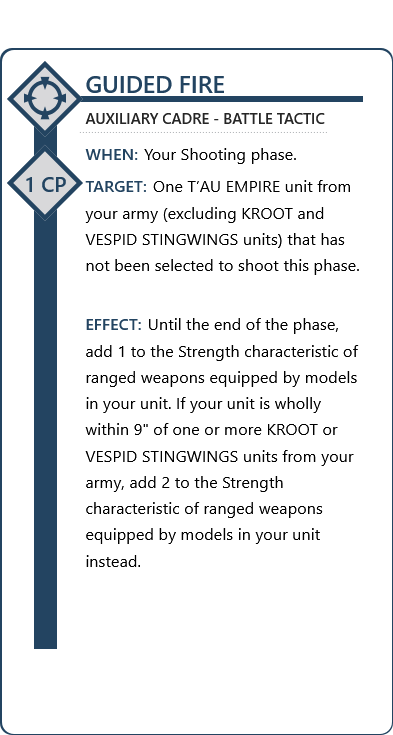 GUIDED FIRE
AUXILIARY CADRE - BATTLE TACTIC
WHEN: Your Shooting phase.
1 CP
TARGET: One T'AU EMPIRE unit from
your army (excluding KROOT and
VESPID STINGWINGS units) that has
not been selected to shoot this phase.
EFFECT: Until the end of the phase,
add 1 to the Strength characteristic of
ranged weapons equipped by models
in your unit. If your unit is wholly
within 9" of one or more KROOT or
VESPID STINGWINGS units from your
army, add 2 to the Strength
characteristic of ranged weapons
equipped by models in your unit
instead.